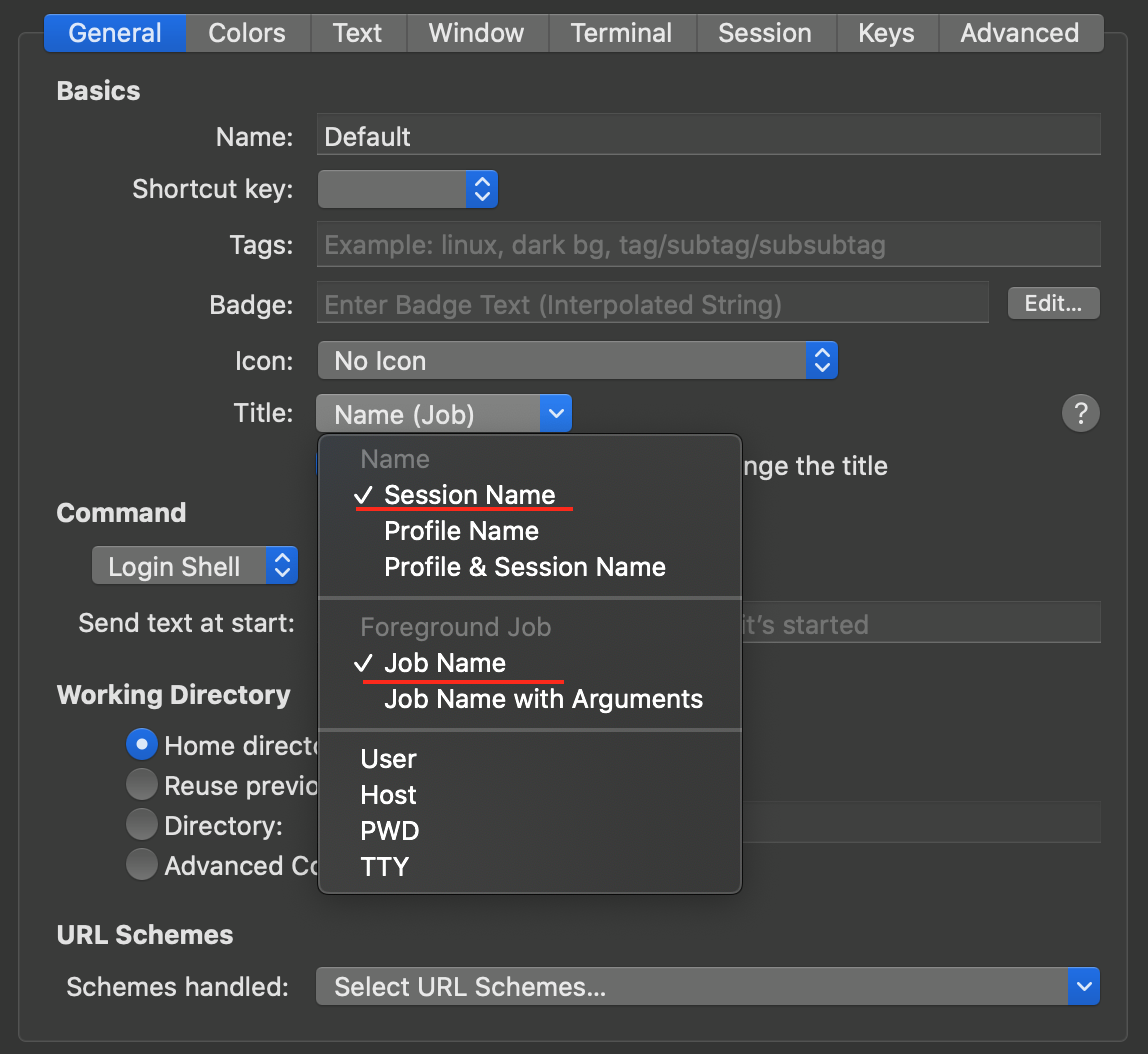 General Colors Text Window Terminal Session Keys Advanced
Basics
Name: Default
Shortcut key:
Tags: Example: linux, dark bg, tag/subtag/subsubtag
Badge: Enter Badge Text (Interpolated String) Edit...
Icon: No Icon
Title: Name (Job) ?
Name
nge the title
✓ Session Name
Command
Profile Name
Login Shell
Profile & Session Name
Send text at start: it's started
Foreground Job
✓ Job Name
Working Directory
Job Name with Arguments
Home direct
Reuse previo
User
Host
Directory:
PWD
Advanced Co
TTY
URL Schemes
Schemes handled: Select URL Schemes...